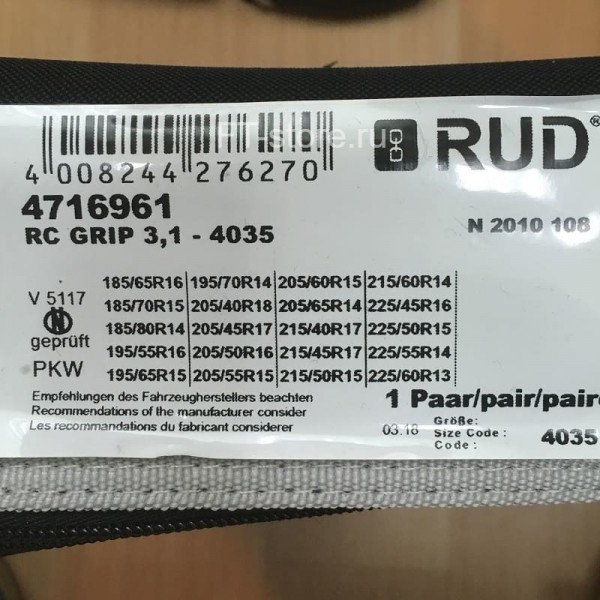 RUD®
4 008244 276270
4716961
RC GRIP 3,1 - 4035
N 2010 108
V 5117
geprüft
PKW
185/65R16 195/70R14 205/60R15 215/60R14
185/70R15 205/40R18 205/65R14 225/45R16
185/80R14 205/45R17 215/40R17 225/50R15
195/55R16 205/50R16 215/45R17 225/55R14
195/65R15 205/55R15 215/50R15 225/60R13
Empfehlungen des Fahrzeugherstellers beachten
Recommendations of the manufacturer consider
Les recommandations du fabricant considerer
1 Paar/pair/paire
03.18
Größe:
Size Code :
Code :
4035